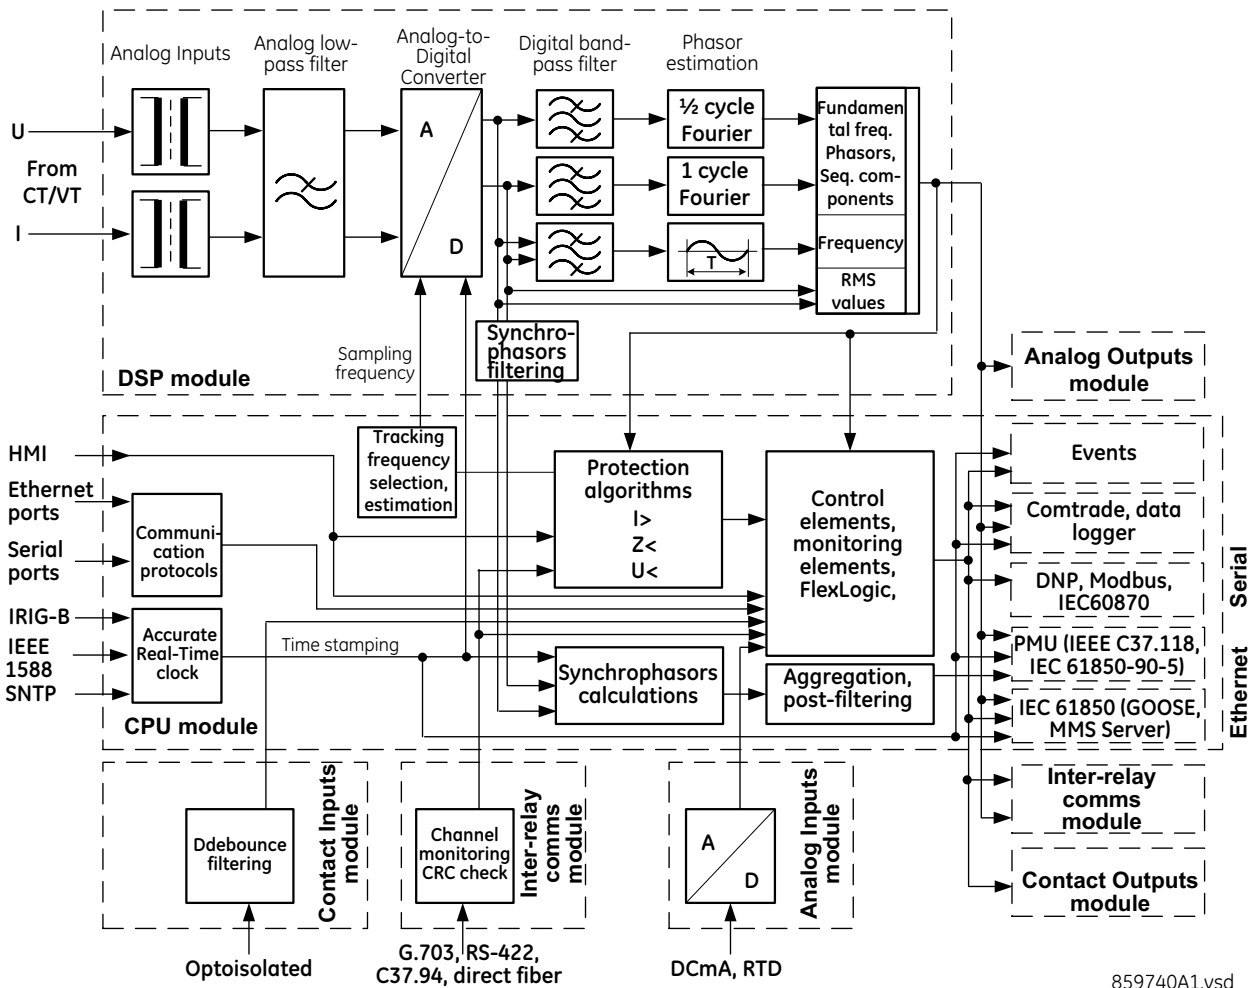 Analog Inputs
Analog low-
pass filter
Analog-to-
Digital
Converter
Digital band-
pass filter
Phasor
estimation
U
From
CT/VT
I
A
D
½ cycle
Fourier
1 cycle
Fourier
T
Fundamen
tal freq.
Phasors,
Seq. com-
ponents
Frequency
RMS
values
Sampling
frequency
Synchro-
phasors
filtering
DSP module
Analog Outputs
module
HMI
Ethernet
ports
Serial
ports
IRIG-B
IEEE
1588
SNTP
Tracking
frequency
selection,
estimation
Communi-
cation
protocols
Accurate
Real-Time
clock
Time stamping
Protection
algorithms
I>
Z<
U<
Control
elements,
monitoring
elements,
FlexLogic,
Synchrophasors
calculations
Aggregation,
post-filtering
CPU module
Events
Comtrade, data
logger
DNP, Modbus,
IEC60870
PMU (IEEE C37.118,
IEC 61850-90-5)
IEC 61850 (GOOSE,
MMS Server)
Serial
Ethernet
Inter-relay
comms
module
Contact Outputs
module
Ddebounce
filtering
Contact Inputs
module
Optoisolated
Channel
monitoring
CRC check
Inter-relay
comms
module
G.703, RS-422,
C37.94, direct fiber
A
D
Analog Inputs
module
DCmA, RTD
859740A1.vsd